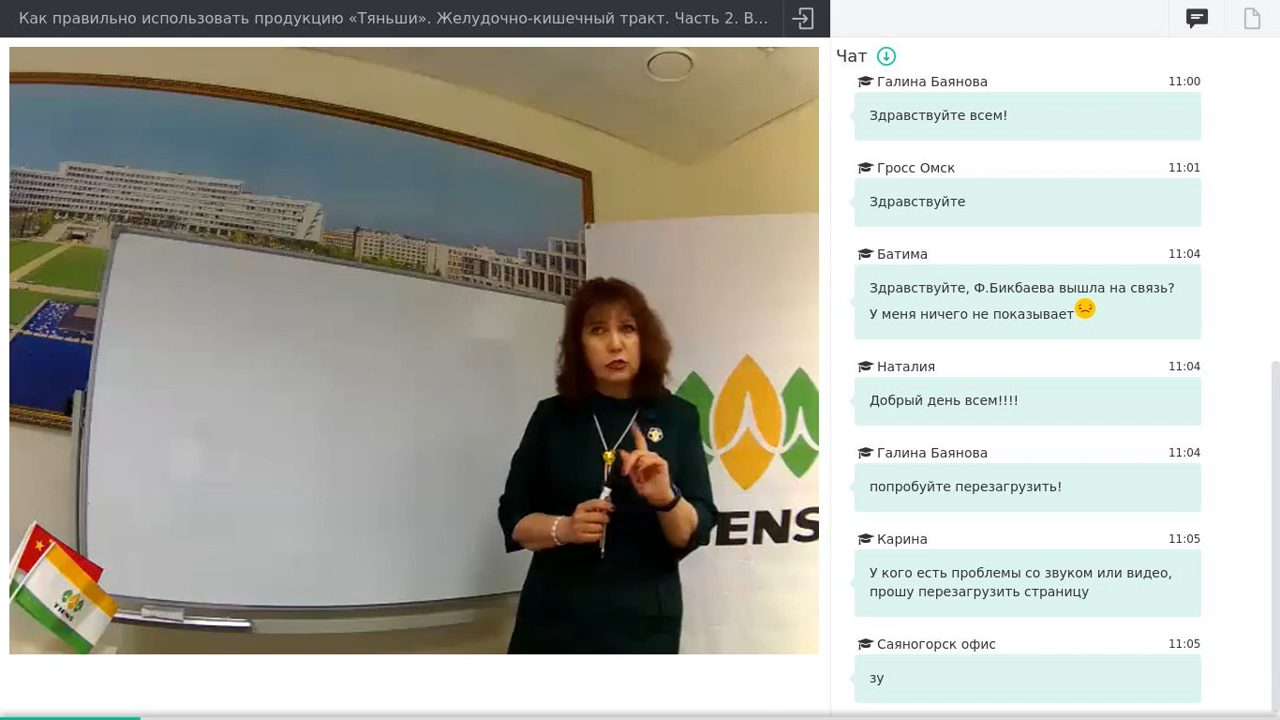 Как правильно использовать продукцию «Тяньши». Желудочно-кишечный тракт. Часть 2. В...
Чат
Галина Баянова 11:00
Здравствуйте всем!
Гросс Омск 11:01
Здравствуйте
Батима 11:04
Здравствуйте, Ф.Бикбаева вышла на связь?
У меня ничего не показывает
Наталия 11:04
Добрый день всем!!!!
Галина Баянова 11:04
попробуйте перезагрузить!
Карина 11:05
У кого есть проблемы со звуком или видео,
прошу перезагрузить страницу
Саяногорск офис 11:05
зу
TIENS
TIENS